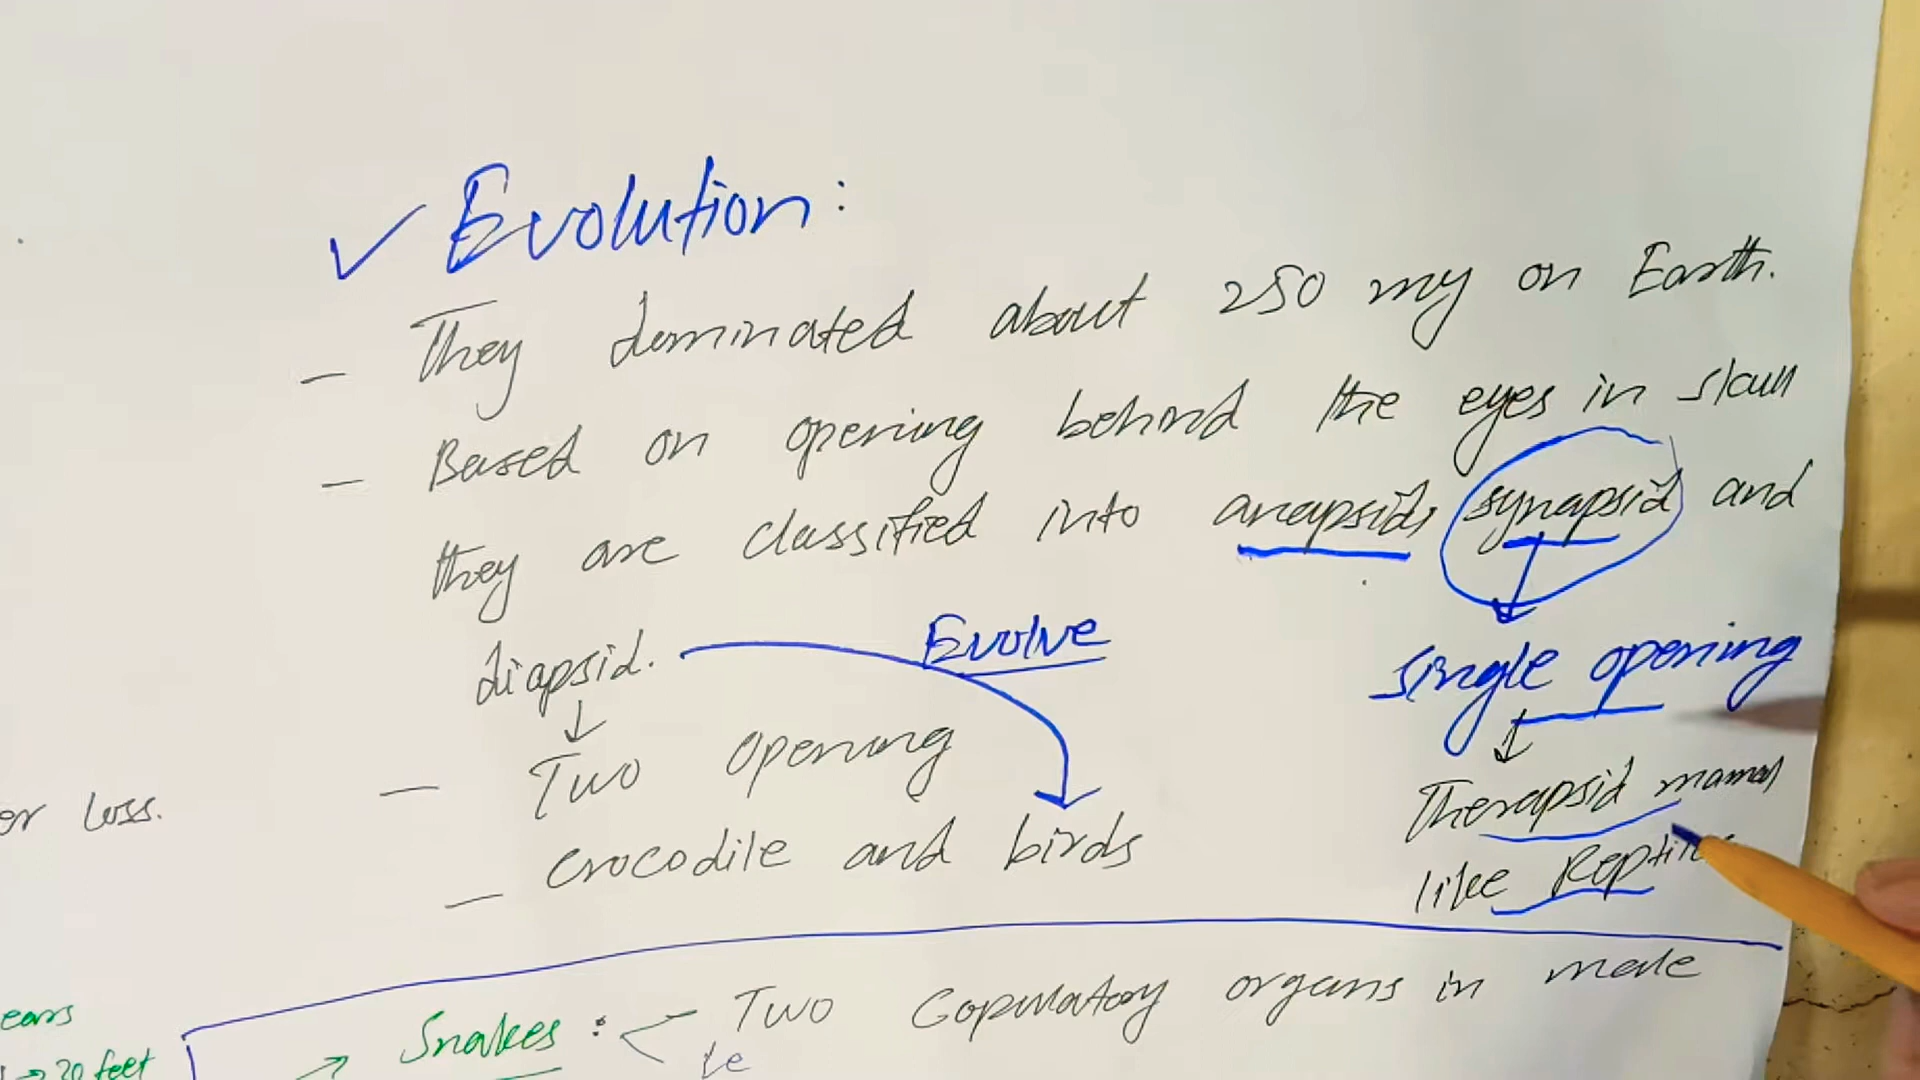 ✓ Evolution:
– They dominated about 250 my on Earth.
– Based on opening behind the eyes in skull
they are classified into anapsid, synapsid and
diapsid. Evolve
single opening
↓
– Two opening
Therapsid mamal
– crocodile and birds
like Reptiles
er loss.
Snakes : Two Copulatory organs in male
ears
→ 20 feet